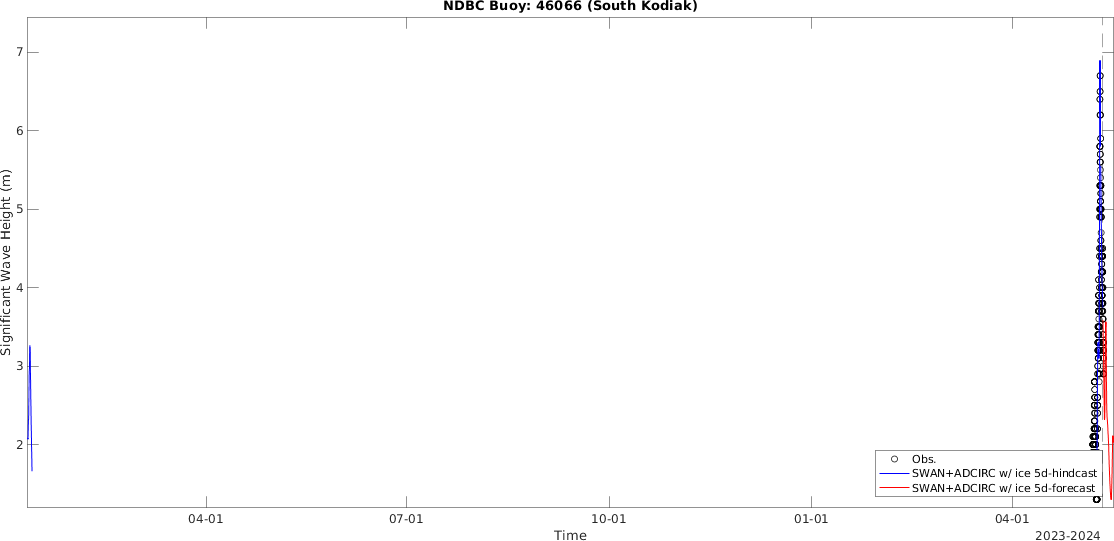 NDBC Buoy: 46066 (South Kodiak)
Significant Wave Height (m)
7
6
5
4
3
2
Obs.
SWAN+ADCIRC w/ ice 5d-hindcast
SWAN+ADCIRC w/ ice 5d-forecast
04-01
07-01
10-01
01-01
04-01
Time
2023-2024